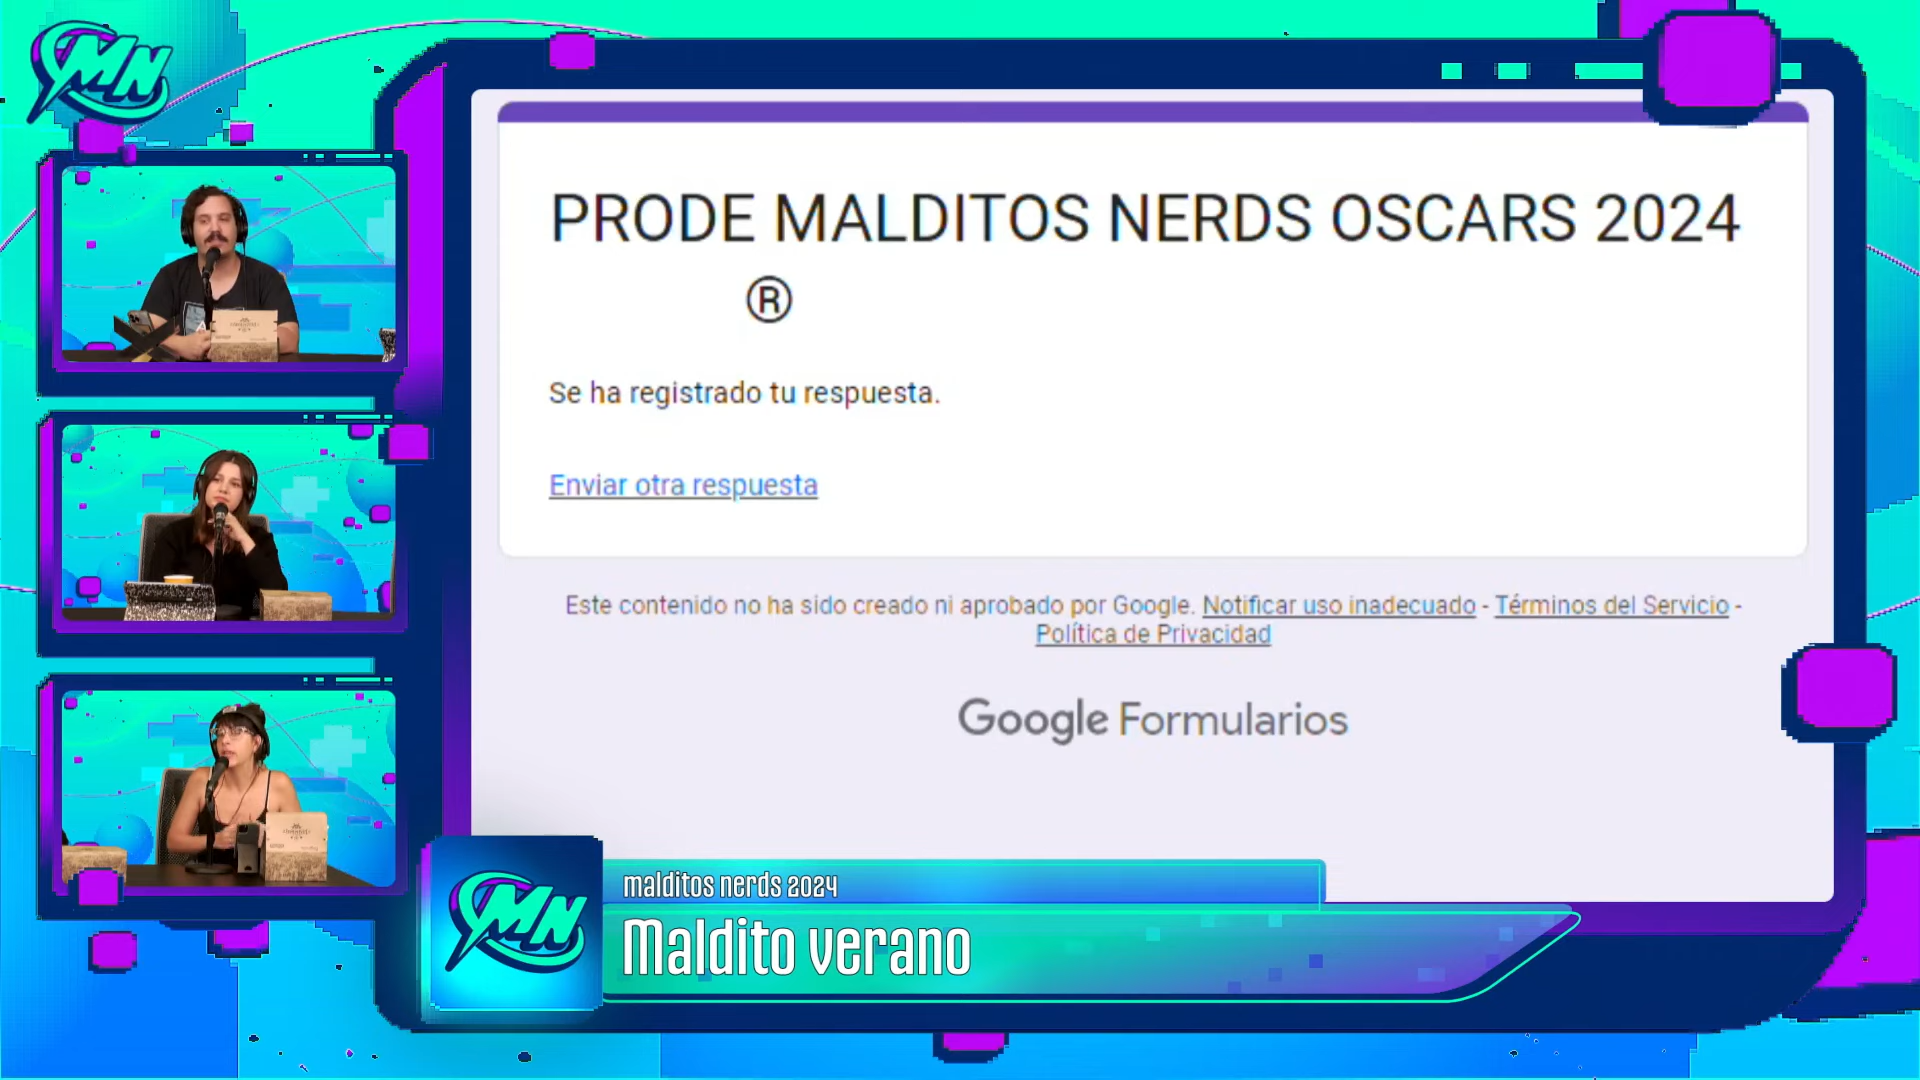 MN
PRODE MALDITOS NERDS OSCARS 2024
®
Se ha registrado tu respuesta.
Enviar otra respuesta
Este contenido no ha sido creado ni aprobado por Google. Notificar uso inadecuado - Términos del Servicio -
Política de Privacidad
Google Formularios
MN
malditos nerds 2024
Maldito verano